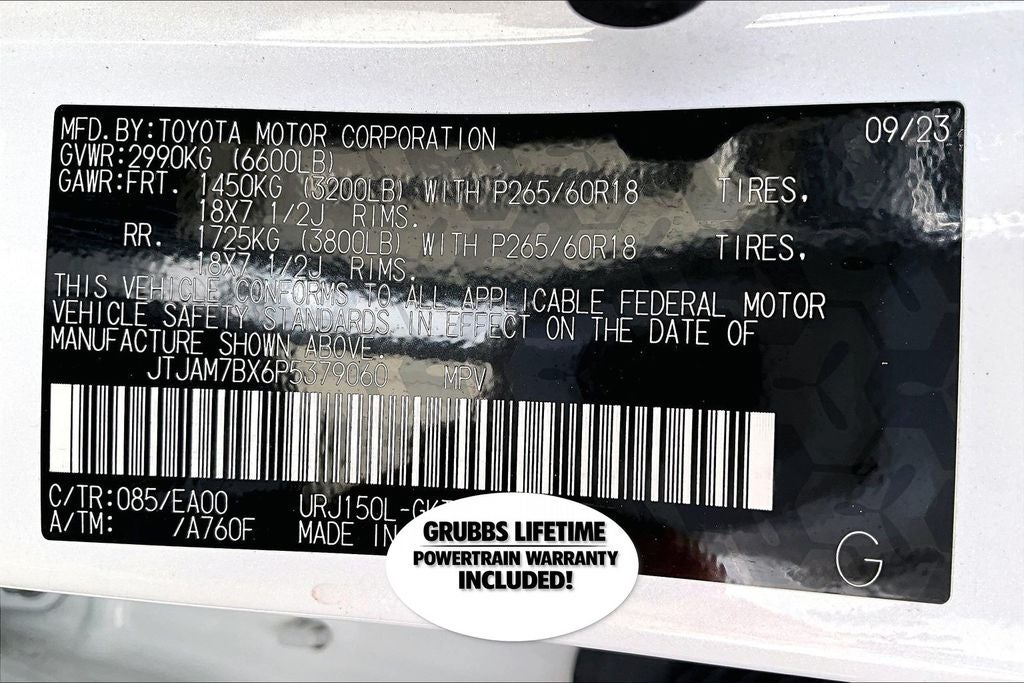 MFD. BY: TOYOTA MOTOR CORPORATION 09/23
GVWR: 2990KG (6600LB)
GAWR: FRT. 1450KG (3200LB) WITH P265/60R18 TIRES,
18X7 1/2J RIMS.
RR. 1725KG (3800LB) WITH P265/60R18 TIRES,
18X7 1/2J RIMS.
THIS VEHICLE CONFORMS TO ALL APPLICABLE FEDERAL MOTOR
VEHICLE SAFETY STANDARDS IN EFFECT ON THE DATE OF
MANUFACTURE SHOWN ABOVE.
JTJAM7BX6P5379060 MPV
C/TR: 085/EA00
A/TM: /A760F MADE IN
GRUBBS LIFETIME
POWERTRAIN WARRANTY
INCLUDED!
G